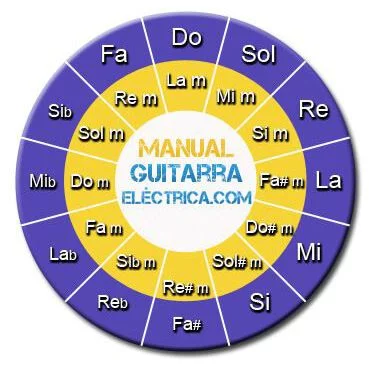 Do
Sol
Re
La
Mi
Si
Fa#
Reb
Lab
Mib
Sib
Fa
La m
Mi m
Si m
Fa# m
Do# m
Sol# m
Re# m
Sib m
Fa m
Do m
Sol m
Re m
MANUAL
GUITARRA
ELÉCTRICA.COM